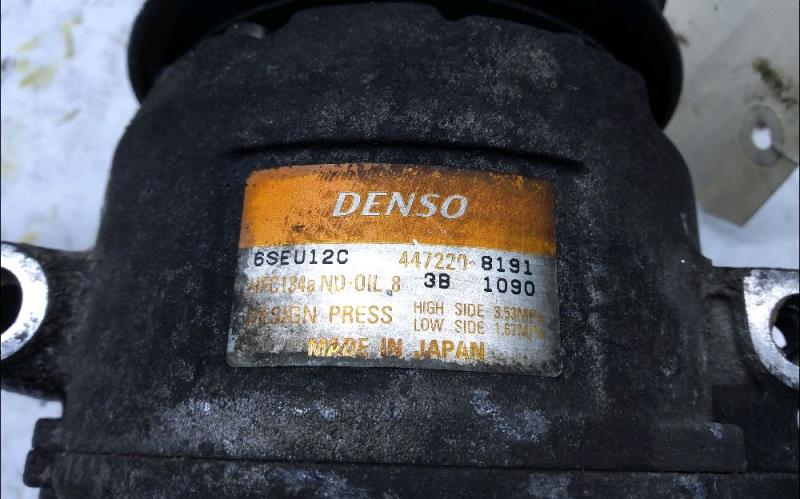 DENSO
6SEU12C 447220-8191
HFC134a ND-OIL 8 3B 1090
DESIGN PRESS HIGH SIDE 3.53MPa
LOW SIDE 1.67MPa
MADE IN JAPAN